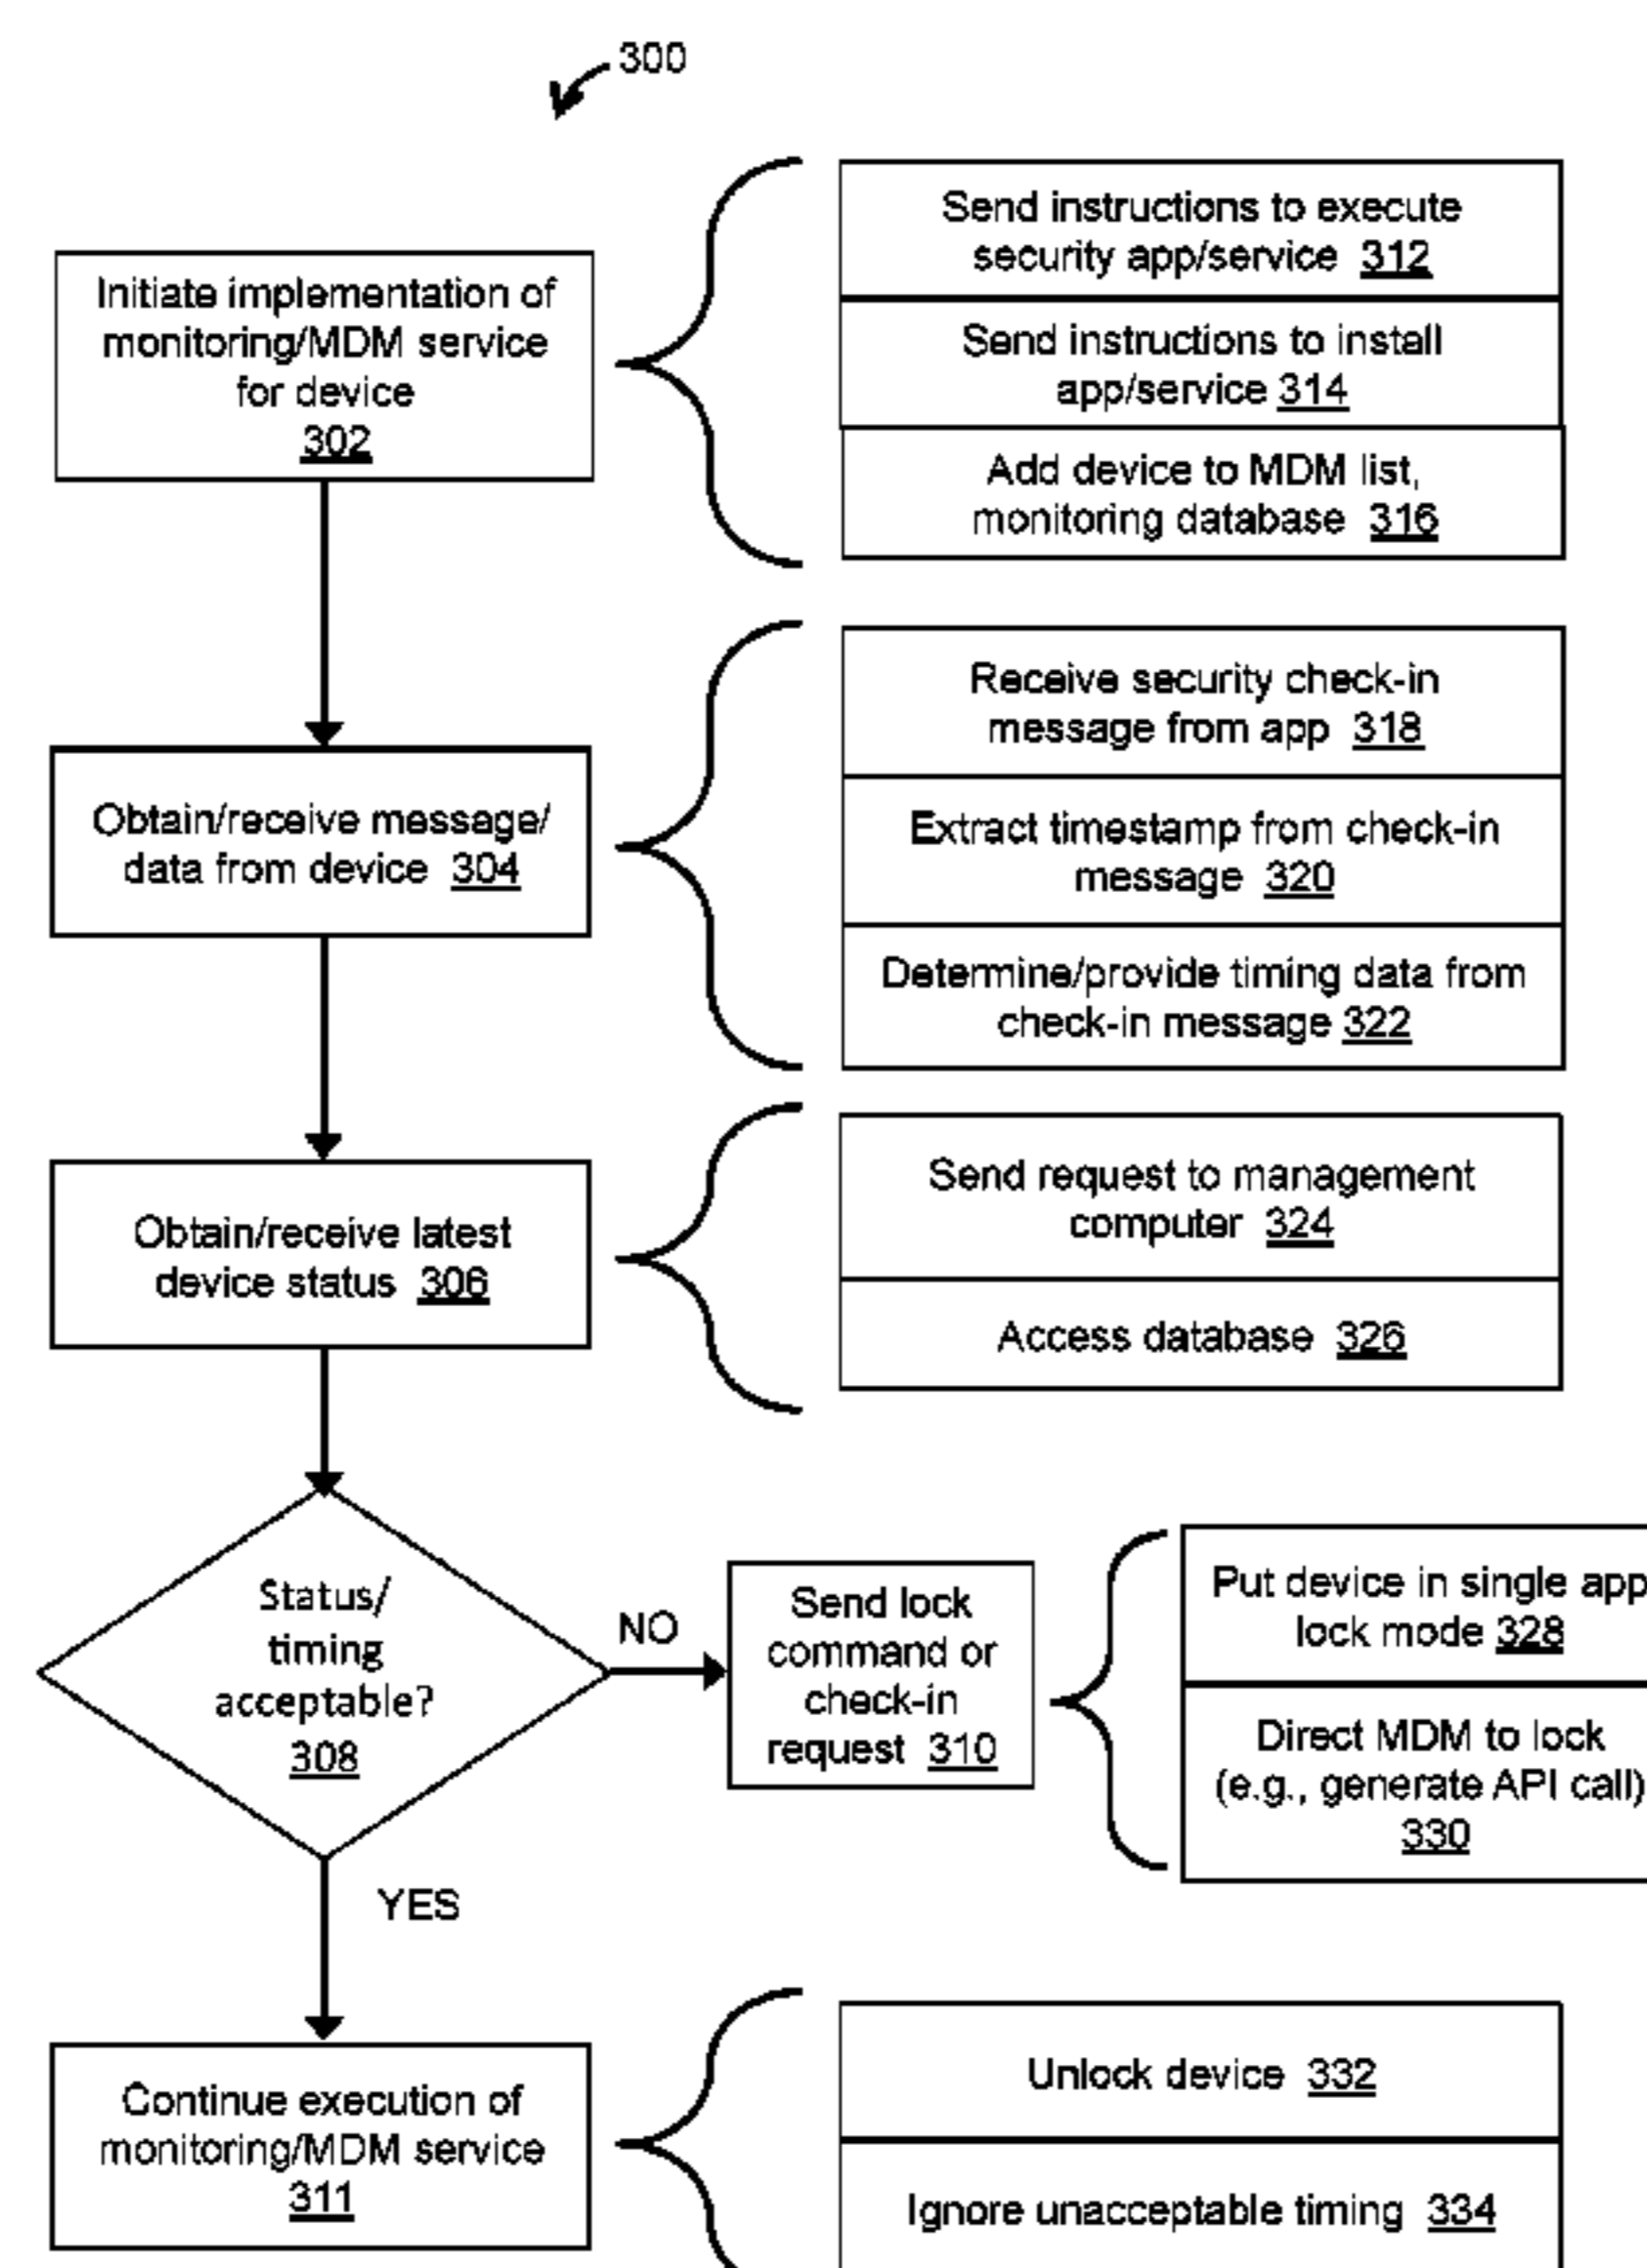 300
Initiate implementation of
monitoring/MDM service
for device
302
Send instructions to execute
security app/service 312
Send instructions to install
app/service 314
Add device to MDM list,
monitoring database 316
Obtain/receive message/
data from device 304
Receive security check-in
message from app 318
Extract timestamp from check-in
message 320
Determine/provide timing data from
check-in message 322
Obtain/receive latest
device status 306
Send request to management
computer 324
Access database 326
Status/
timing
acceptable?
308
NO
Send lock
command or
check-in
request 310
Put device in single app
lock mode 328
Direct MDM to lock
(e.g., generate API call)
330
YES
Continue execution of
monitoring/MDM service
311
Unlock device 332
Ignore unacceptable timing 334